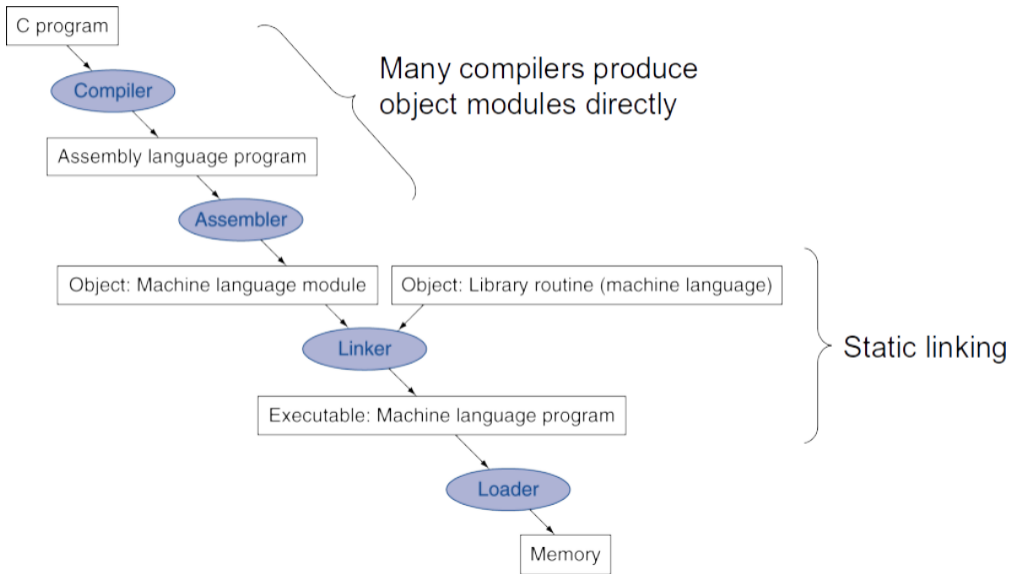 C program
Many compilers produce
object modules directly
Compiler
Assembly language program
Assembler
Object: Machine language module
Object: Library routine (machine language)
Linker
Static linking
Executable: Machine language program
Loader
Memory